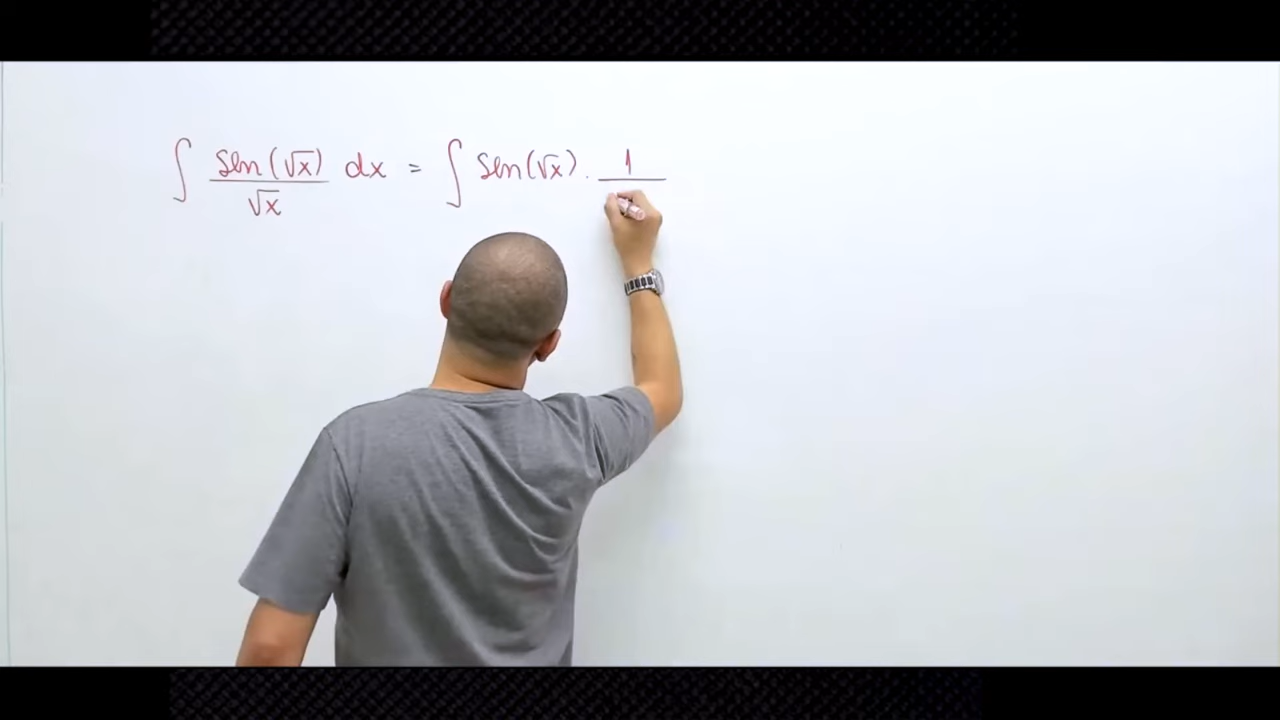 ∫ sen(√x)/√x dx = ∫ sen(√x) . 1/